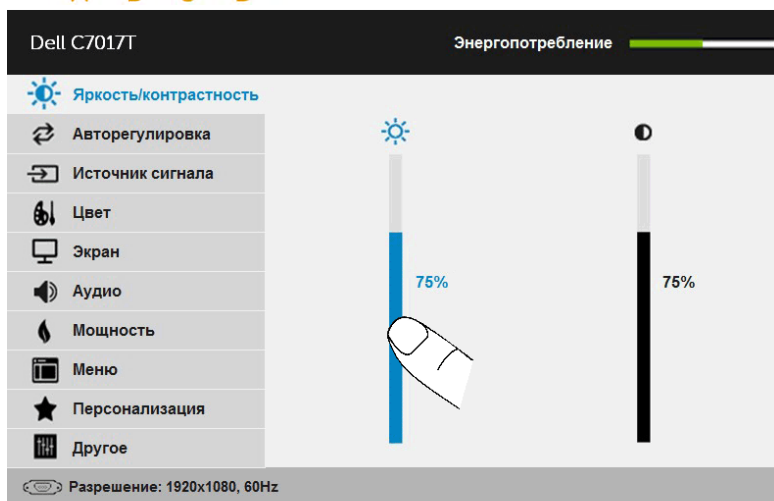 Dell C7017T
Энергопотребление
Яркость/контрастность
Авторегулировка
Источник сигнала
Цвет
Экран
Аудио
Мощность
Меню
Персонализация
Другое
75%
75%
Разрешение: 1920x1080, 60Hz